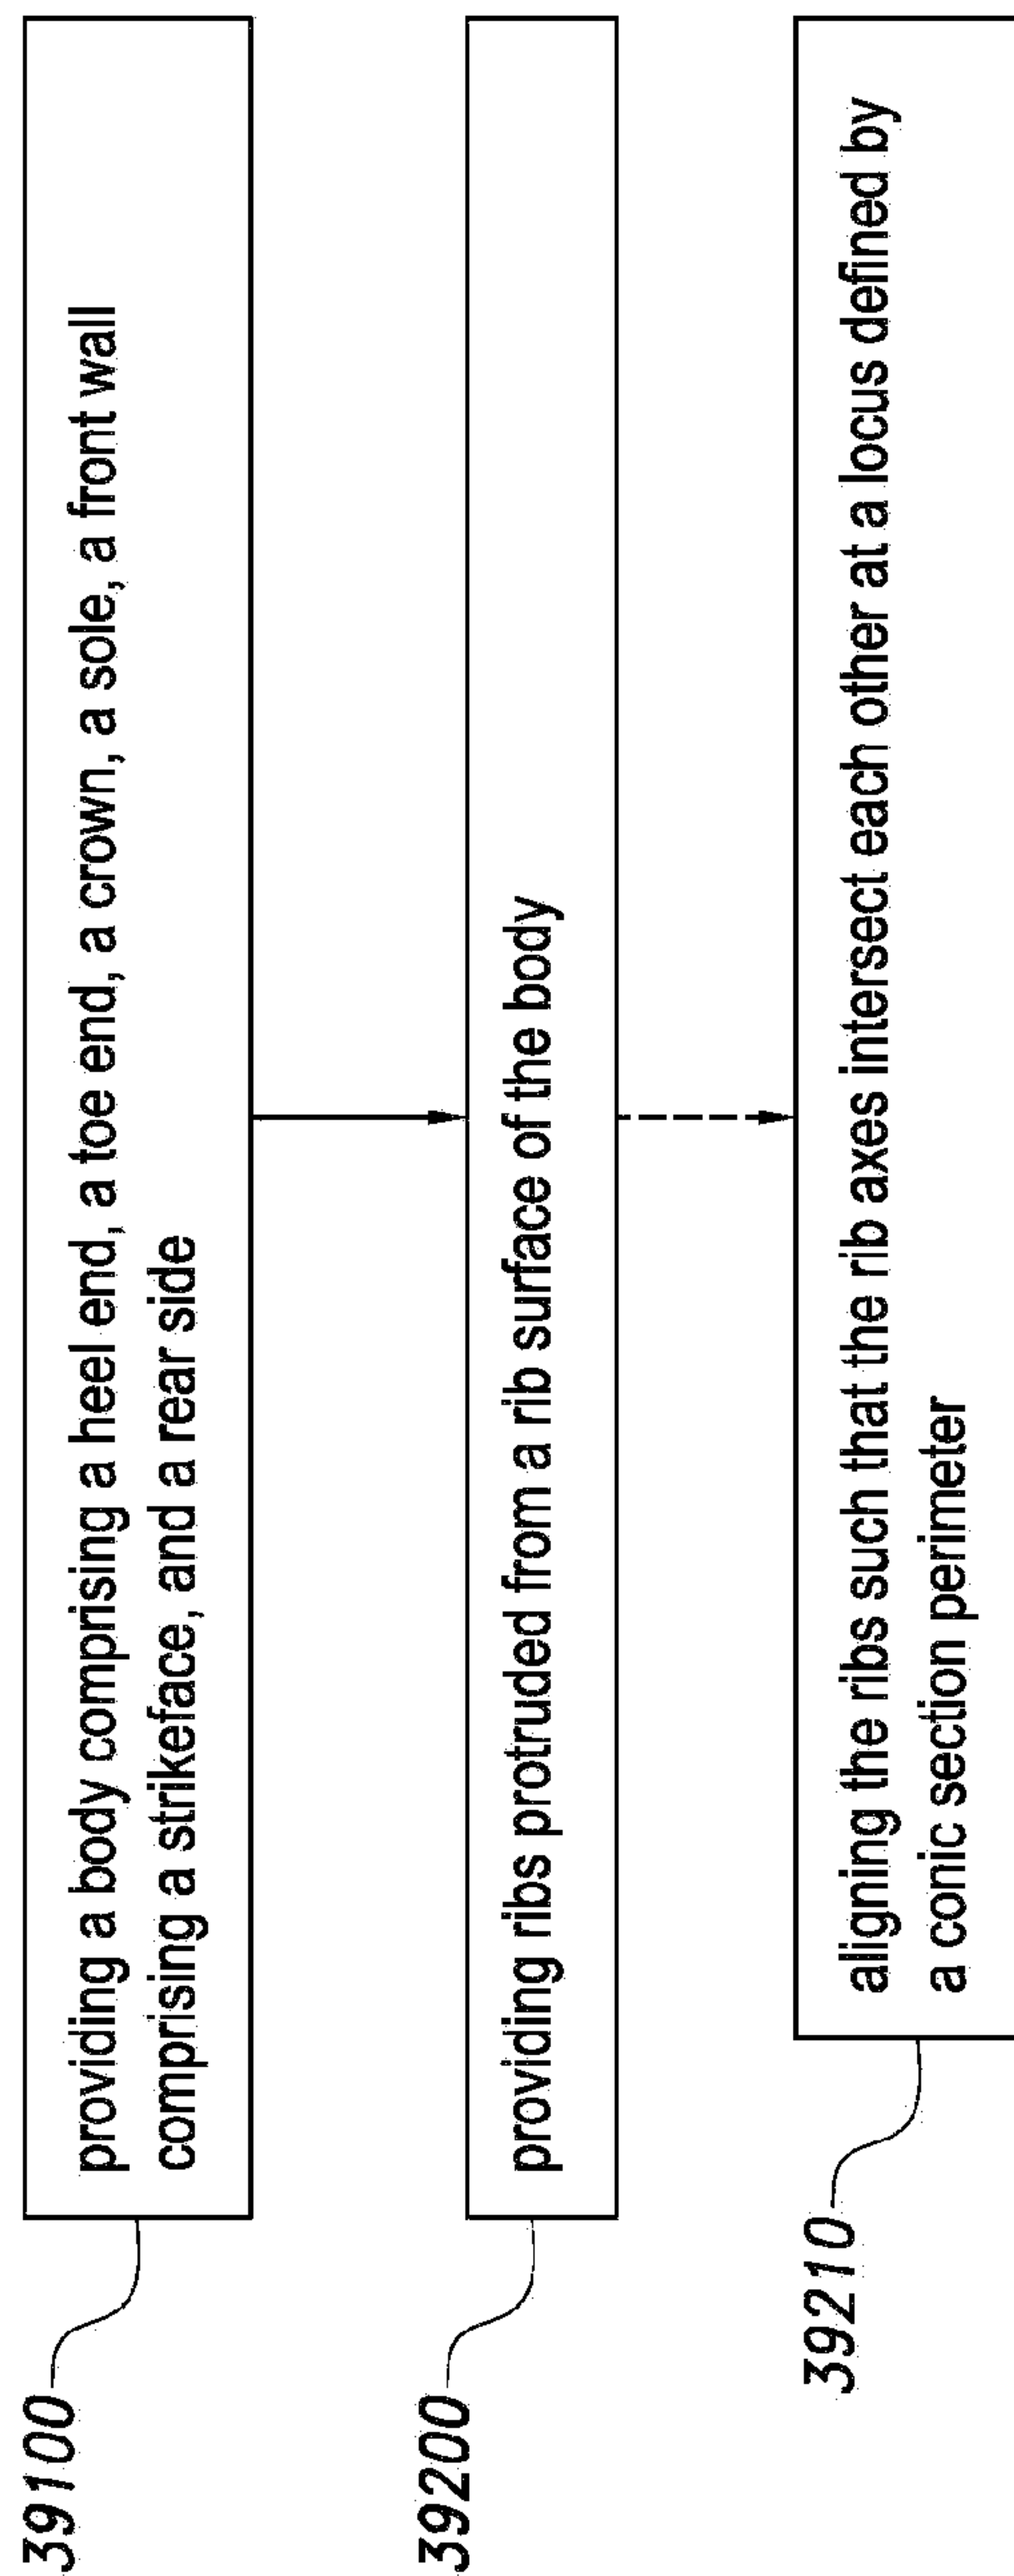 39100
providing a body comprising a heel end, a toe end, a crown, a sole, a front wall
comprising a strikeface, and a rear side
39200
providing ribs protruded from a rib surface of the body
39210
aligning the ribs such that the rib axes intersect each other at a locus defined by
a conic section perimeter